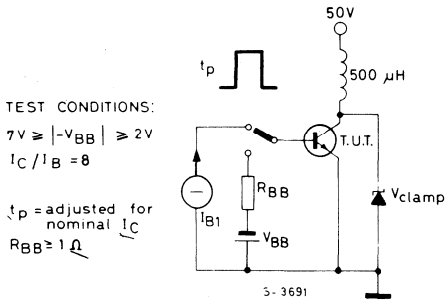 50V
tp
500 µH
TEST CONDITIONS:
7V ≥ |-VBB| ≥ 2V
IC / IB = 8
tp = adjusted for
nominal IC
RBB ≥ 1 Ω
T.U.T.
IB1
RBB
VBB
Vclamp
S-3691